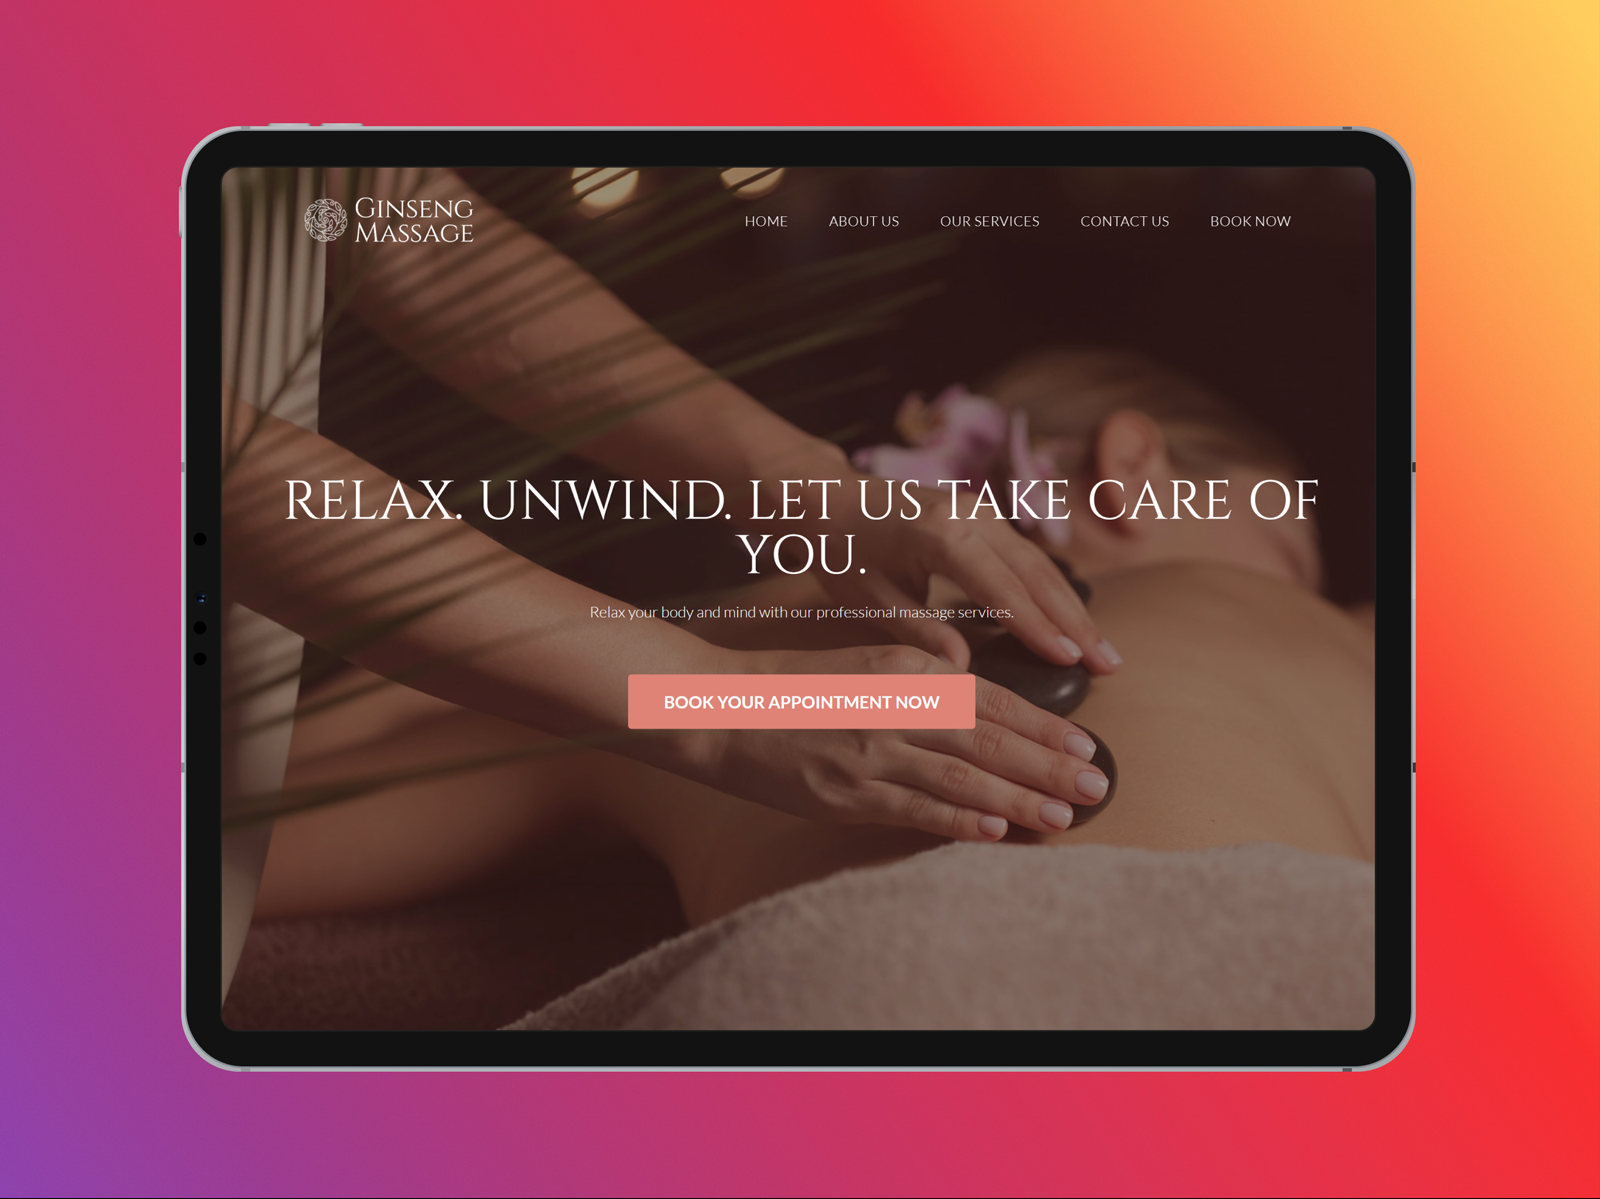 GINSENG
MASSAGE
HOME ABOUT US OUR SERVICES CONTACT US BOOK NOW
RELAX. UNWIND. LET US TAKE CARE OF
YOU.
Relax your body and mind with our professional massage services.
BOOK YOUR APPOINTMENT NOW